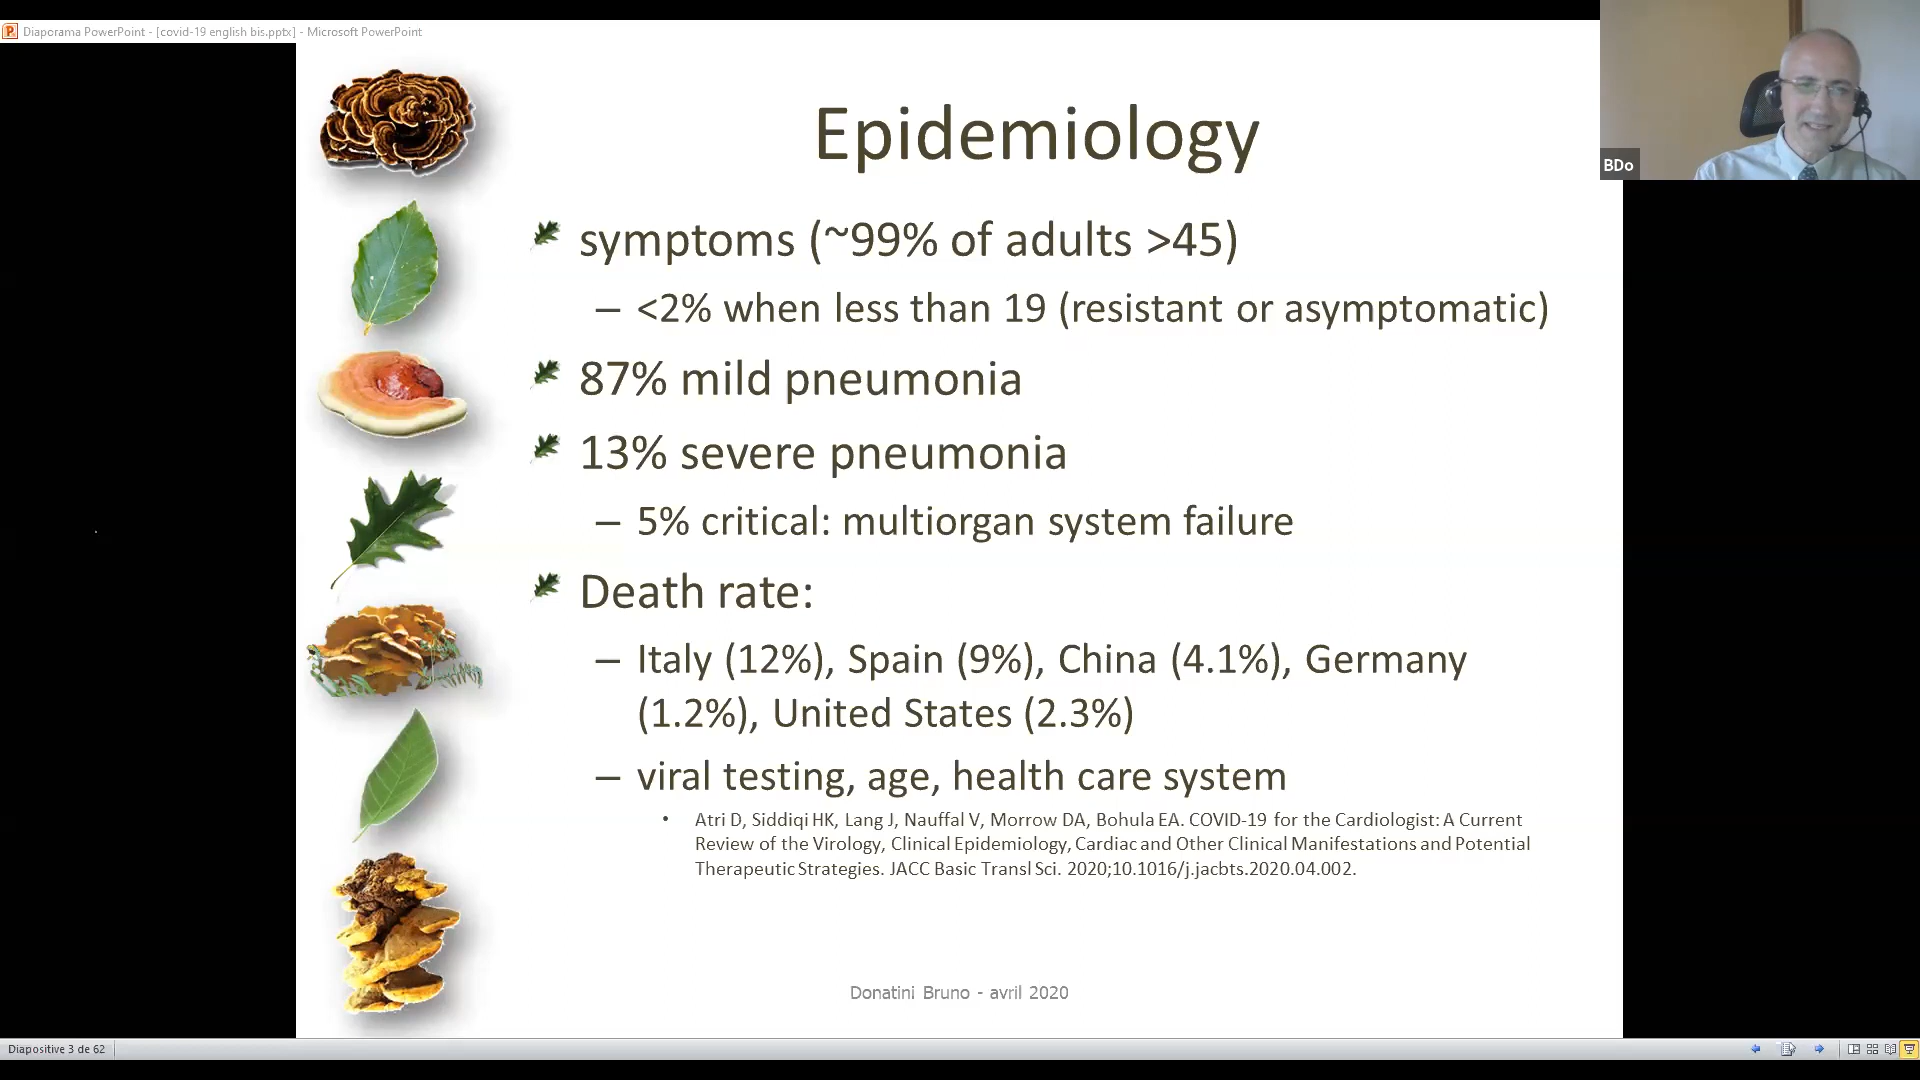 Diaporama PowerPoint - [covid-19 english bis.pptx] - Microsoft PowerPoint
BDo
Epidemiology
symptoms (~99% of adults >45)
– <2% when less than 19 (resistant or asymptomatic)
87% mild pneumonia
13% severe pneumonia
– 5% critical: multiorgan system failure
Death rate:
– Italy (12%), Spain (9%), China (4.1%), Germany
(1.2%), United States (2.3%)
– viral testing, age, health care system
• Atri D, Siddiqi HK, Lang J, Nauffal V, Morrow DA, Bohula EA. COVID-19 for the Cardiologist: A Current
Review of the Virology, Clinical Epidemiology, Cardiac and Other Clinical Manifestations and Potential
Therapeutic Strategies. JACC Basic Transl Sci. 2020;10.1016/j.jacbts.2020.04.002.
Donatini Bruno - avril 2020
Diapositive 3 de 62